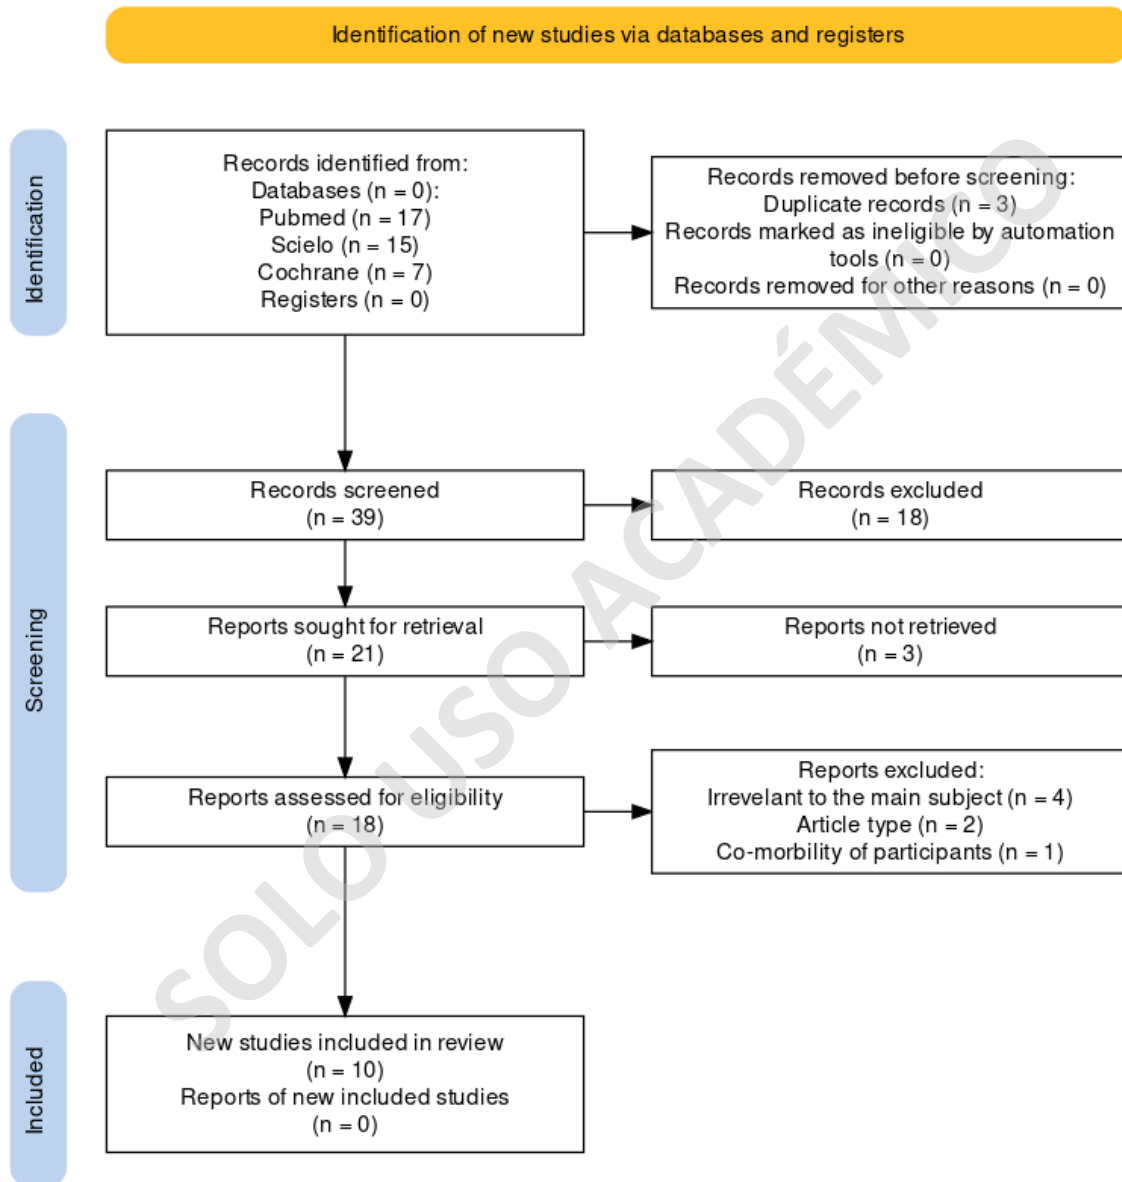 Identification of new studies via databases and registers
Identification
Records identified from:
Databases (n = 0):
Pubmed (n = 17)
Scielo (n = 15)
Cochrane (n = 7)
Registers (n = 0)
Records removed before screening:
Duplicate records (n = 3)
Records marked as ineligible by automation
tools (n = 0)
Records removed for other reasons (n = 0)
Screening
Records screened
(n = 39)
Records excluded
(n = 18)
Reports sought for retrieval
(n = 21)
Reports not retrieved
(n = 3)
Reports assessed for eligibility
(n = 18)
Reports excluded:
Irrevelant to the main subject (n = 4)
Article type (n = 2)
Co-morbility of participants (n = 1)
Included
New studies included in review
(n = 10)
Reports of new included studies
(n = 0)
SOLO USO ACADÉMICO